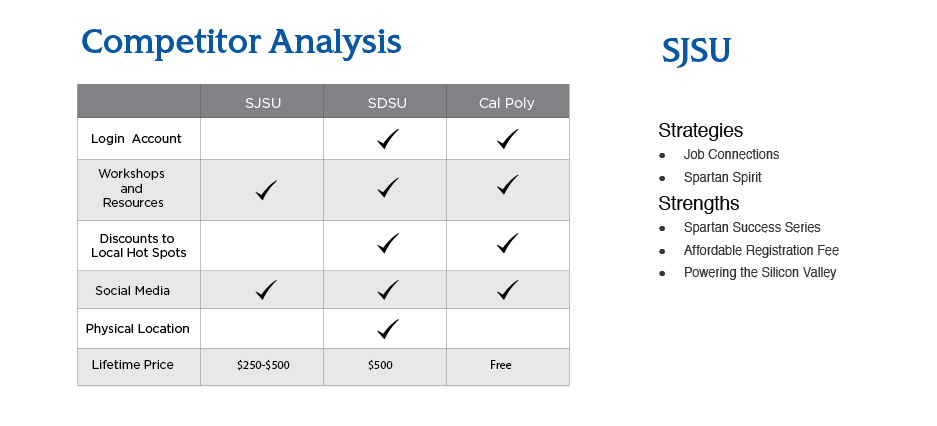 Competitor Analysis
SJSU
SJSU SDSU Cal Poly
Login Account ✓ ✓
Workshops
and
Resources ✓ ✓ ✓
Discounts to
Local Hot Spots ✓ ✓
Social Media ✓ ✓ ✓
Physical Location ✓
Lifetime Price $250-$500 $500 Free
Strategies
• Job Connections
• Spartan Spirit
Strengths
• Spartan Success Series
• Affordable Registration Fee
• Powering the Silicon Valley